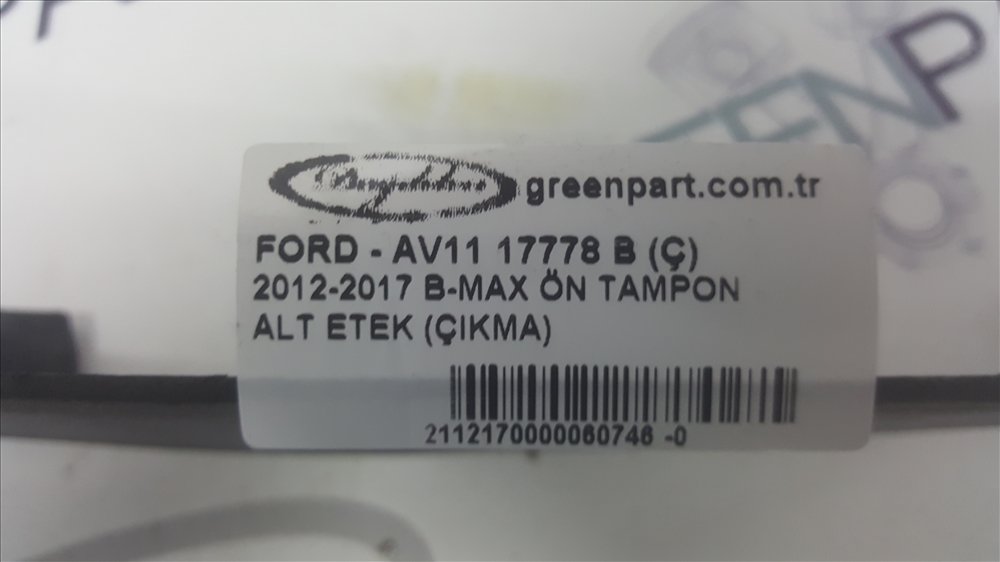 greenpart.com.tr
FORD - AV11 17778 B (Ç)
2012-2017 B-MAX ÖN TAMPON
ALT ETEK (ÇIKMA)
2112170000060746 -0